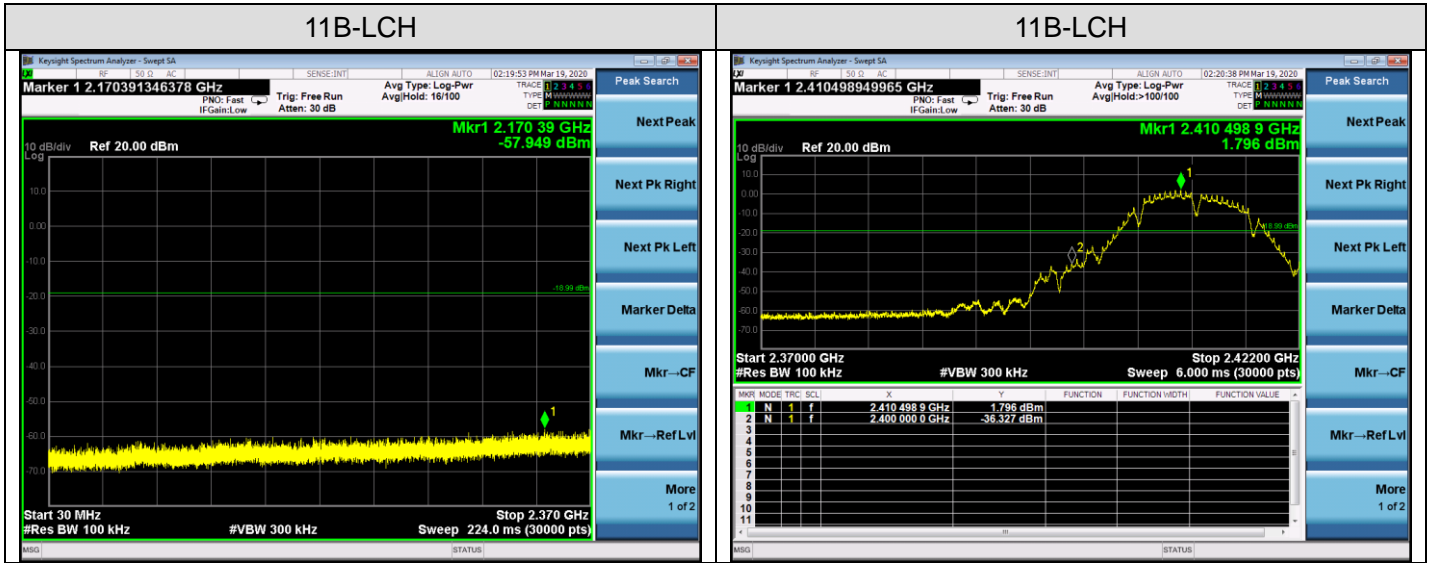 11B-LCH
Keysight Spectrum Analyzer - Swept SA
RF 50 Ω AC SENSE:INT ALIGN AUTO 02:19:53 PM Mar 19, 2020
Marker 1 2.170391346378 GHz
PNO: Fast
IFGain:Low
Trig: Free Run
Atten: 30 dB
Avg Type: Log-Pwr
Avg|Hold: 16/100
TRACE 1 2 3 4 5 6
TYPE M WWWWW
DET P N N N N N
Mkr1 2.170 39 GHz
-57.949 dBm
10 dB/div Ref 20.00 dBm
Log
10.0
0.00
-10.0
-20.0
-30.0
-40.0
-50.0
-60.0
-70.0
-18.99 dBm
1
Start 30 MHz Stop 2.370 GHz
#Res BW 100 kHz #VBW 300 kHz Sweep 224.0 ms (30000 pts)
MSG STATUS
Peak Search
Next Peak
Next Pk Right
Next Pk Left
Marker Delta
Mkr→CF
Mkr→Ref Lvl
More
1 of 2
11B-LCH
Keysight Spectrum Analyzer - Swept SA
RF 50 Ω AC SENSE:INT ALIGN AUTO 02:20:38 PM Mar 19, 2020
Marker 1 2.410498949965 GHz
PNO: Fast
IFGain:Low
Trig: Free Run
Atten: 30 dB
Avg Type: Log-Pwr
Avg|Hold:>100/100
TRACE 1 2 3 4 5 6
TYPE M WWWWW
DET P N N N N N
Mkr1 2.410 498 9 GHz
1.796 dBm
10 dB/div Ref 20.00 dBm
Log
10.0
0.00
-10.0
-20.0
-30.0
-40.0
-50.0
-60.0
-70.0
1
2
-18.99 dBm
Start 2.37000 GHz Stop 2.42200 GHz
#Res BW 100 kHz #VBW 300 kHz Sweep 6.000 ms (30000 pts)
MKR MODE TRC SCL X Y FUNCTION FUNCTION WIDTH FUNCTION VALUE
1 N 1 f 2.410 498 9 GHz 1.796 dBm
2 N 1 f 2.400 000 0 GHz -36.327 dBm
3
4
5
6
7
8
9
10
11
MSG STATUS
Peak Search
Next Peak
Next Pk Right
Next Pk Left
Marker Delta
Mkr→CF
Mkr→Ref Lvl
More
1 of 2